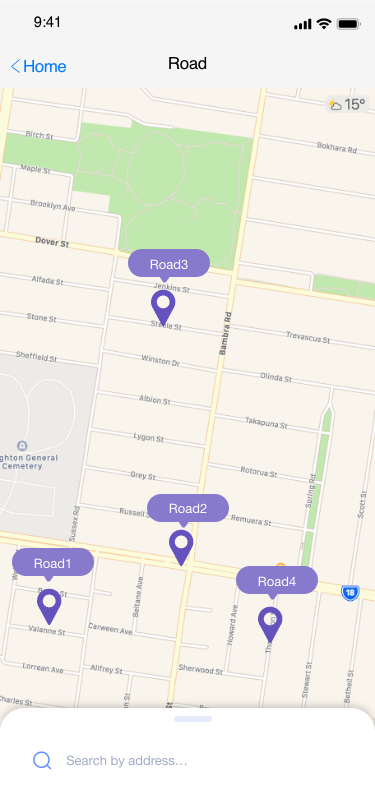 9:41
Home
Road
15°
Birch St
Bokhara Rd
Maple St
Brooklyn Ave
Dover St
Road3
Alfada St
Jenkins St
Stone St
Steele St
Bambra Rd
Trevascus St
Sheffield St
Winston Dr
Olinda St
Albion St
Takapuna St
Lygon St
ghton General
Cemetery
Grey St
Rotorua St
Spring Rd
Scott St
Sussex Rd
Road2
Russell S
Remuera St
Road1
Road4
18
Beltane Ave
Valanne St
Carween Ave
Howard Ave
Lorrean Ave
Allfrey St
Sherwood St
Stewart St
Bethell St
Charles St
St
Search by address...